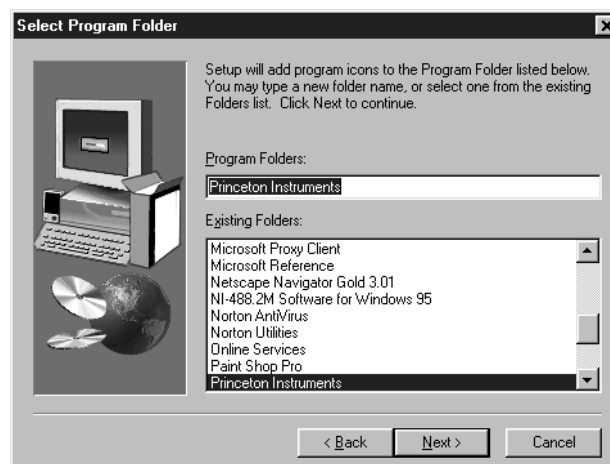 Select Program Folder
Setup will add program icons to the Program Folder listed below.
You may type a new folder name, or select one from the existing
Folders list.  Click Next to continue.
Program Folders:
Princeton Instruments
Existing Folders:
Microsoft Proxy Client
Microsoft Reference
Netscape Navigator Gold 3.01
NI-488.2M Software for Windows 95
Norton AntiVirus
Norton Utilities
Online Services
Paint Shop Pro
Princeton Instruments
< Back
Next >
Cancel